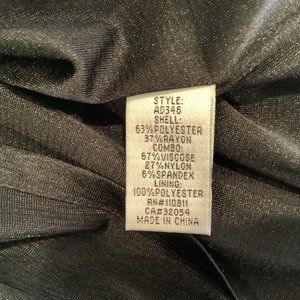 STYLE:
AD346
SHELL:
63%POLYESTER
37%RAYON
COMBO:
67%VISCOSE
27%NYLON
6%SPANDEX
LINING:
100%POLYESTER
RN#110811
CA#32054
MADE IN CHINA